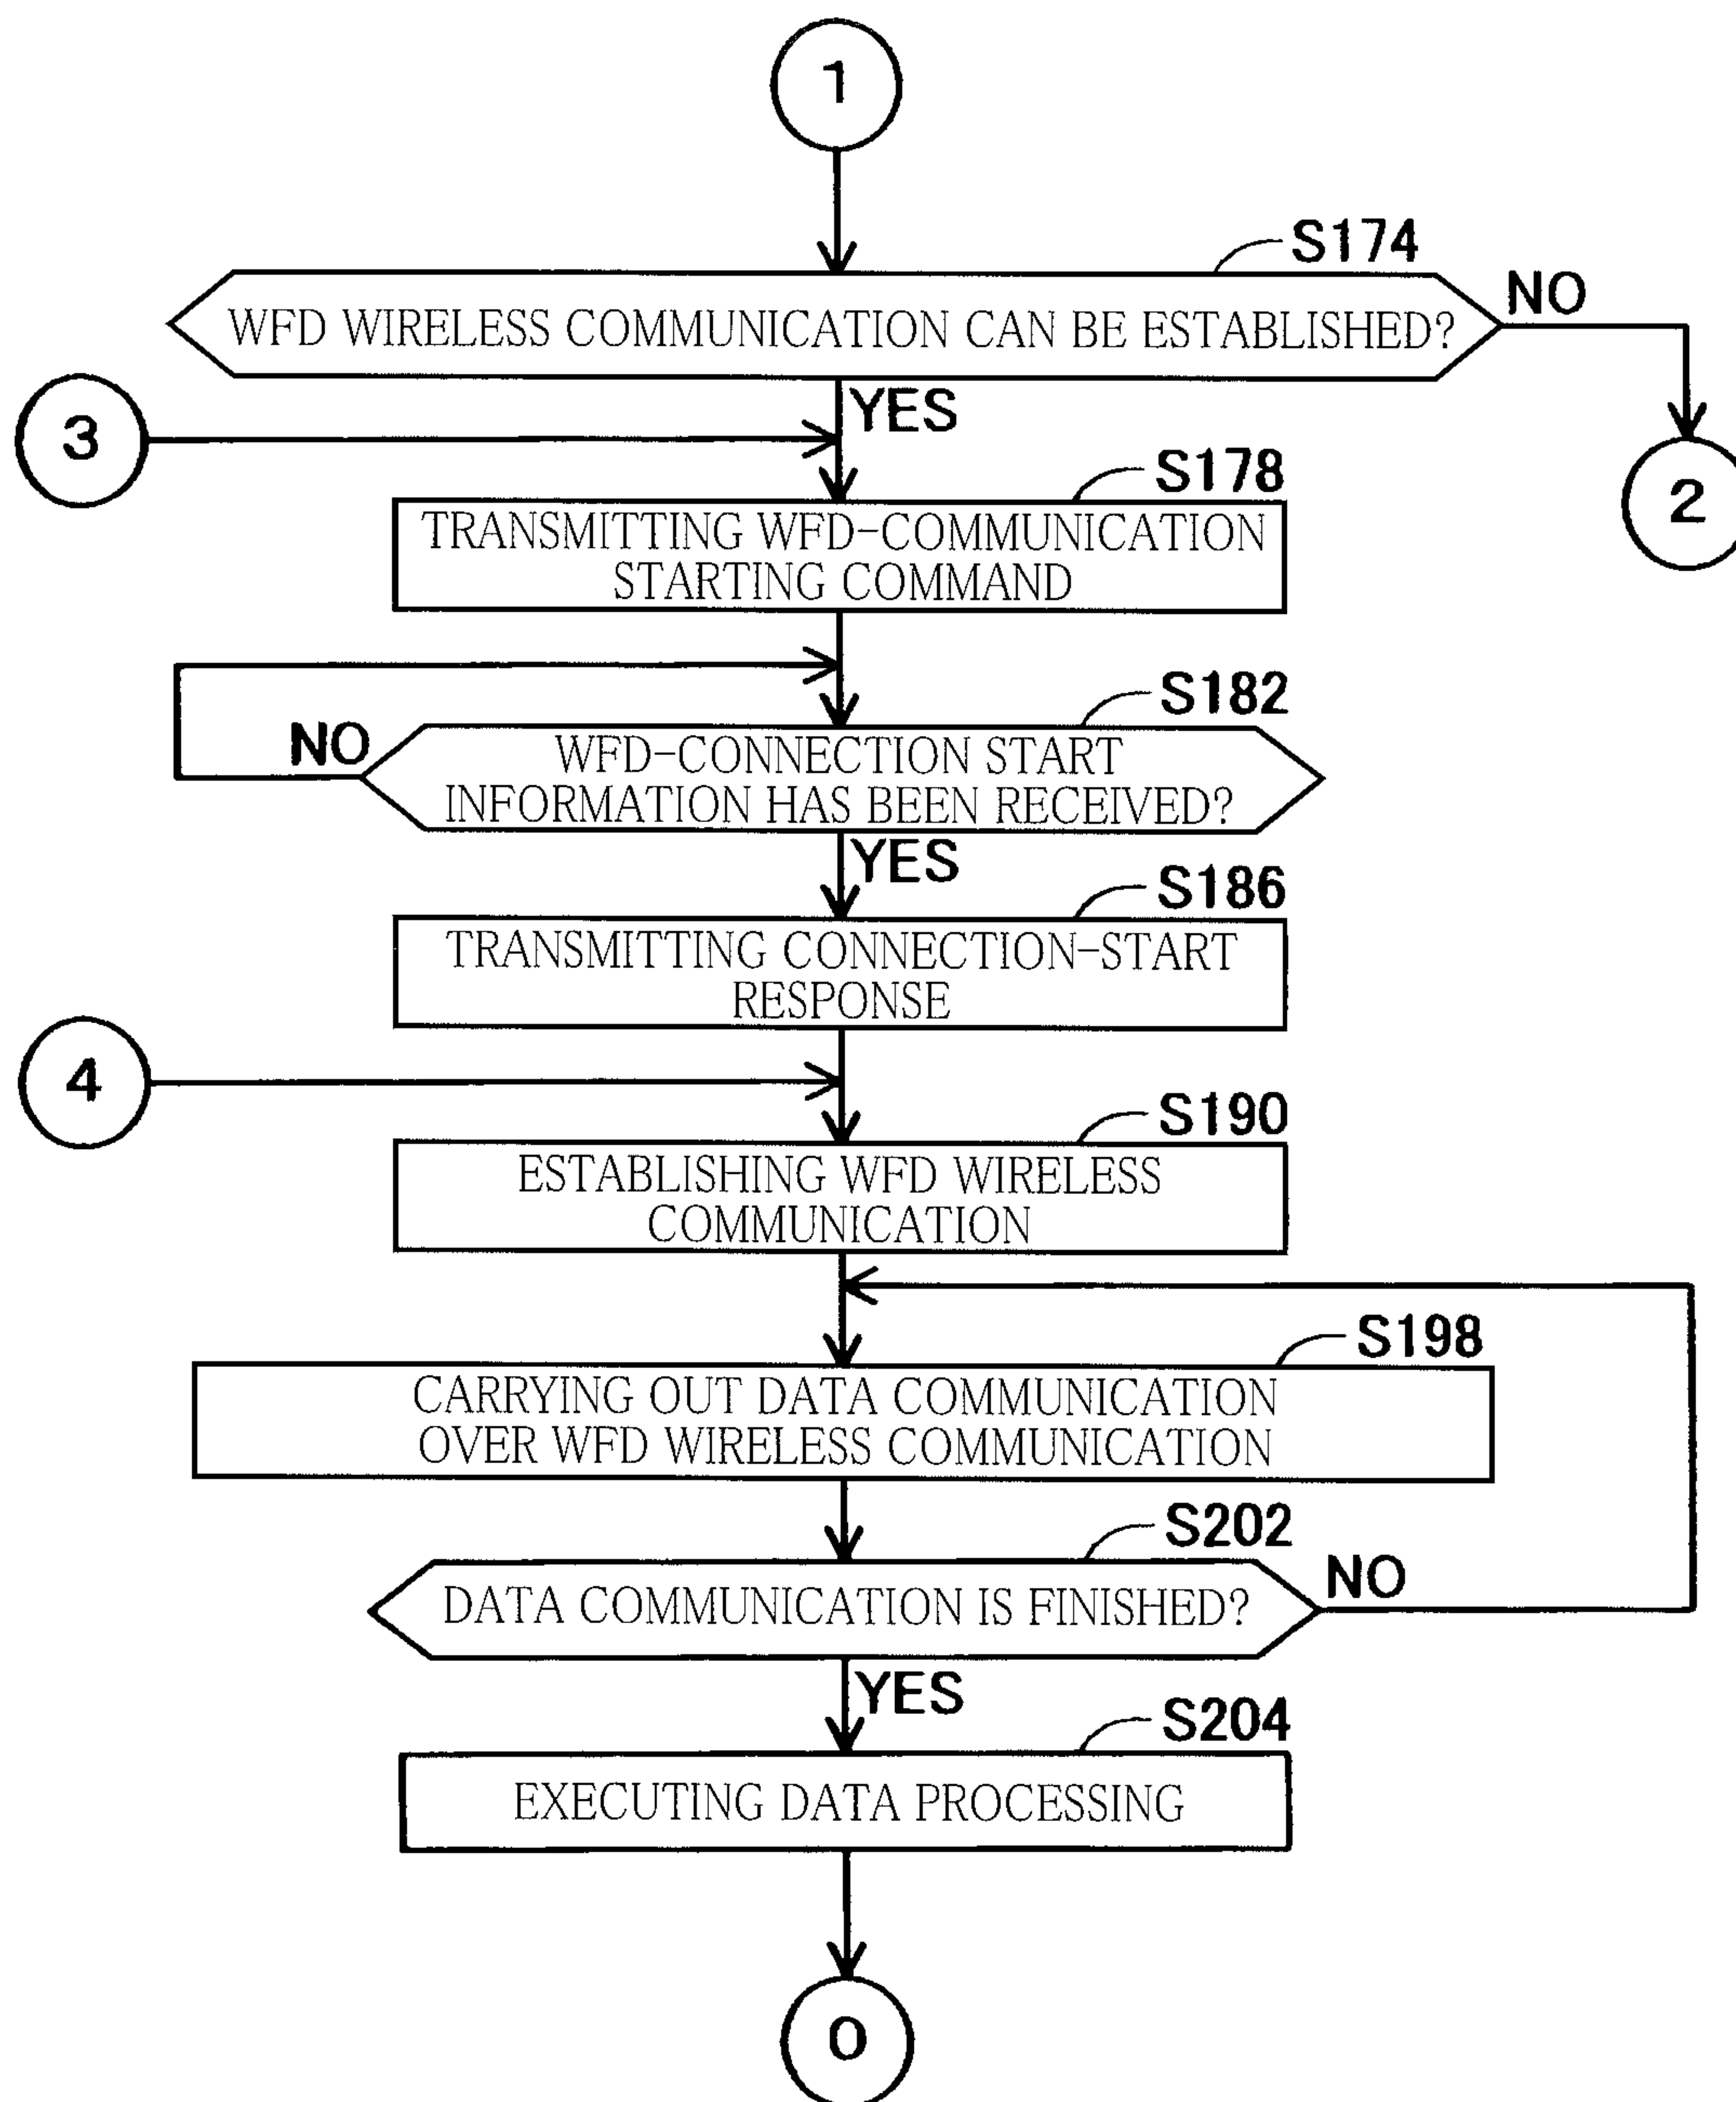 1
S174
WFD WIRELESS COMMUNICATION CAN BE ESTABLISHED?
NO
YES
3
2
S178
TRANSMITTING WFD-COMMUNICATION
STARTING COMMAND
S182
NO
WFD-CONNECTION START
INFORMATION HAS BEEN RECEIVED?
YES
S186
TRANSMITTING CONNECTION-START
RESPONSE
4
S190
ESTABLISHING WFD WIRELESS
COMMUNICATION
S198
CARRYING OUT DATA COMMUNICATION
OVER WFD WIRELESS COMMUNICATION
S202
DATA COMMUNICATION IS FINISHED?
NO
YES
S204
EXECUTING DATA PROCESSING
0